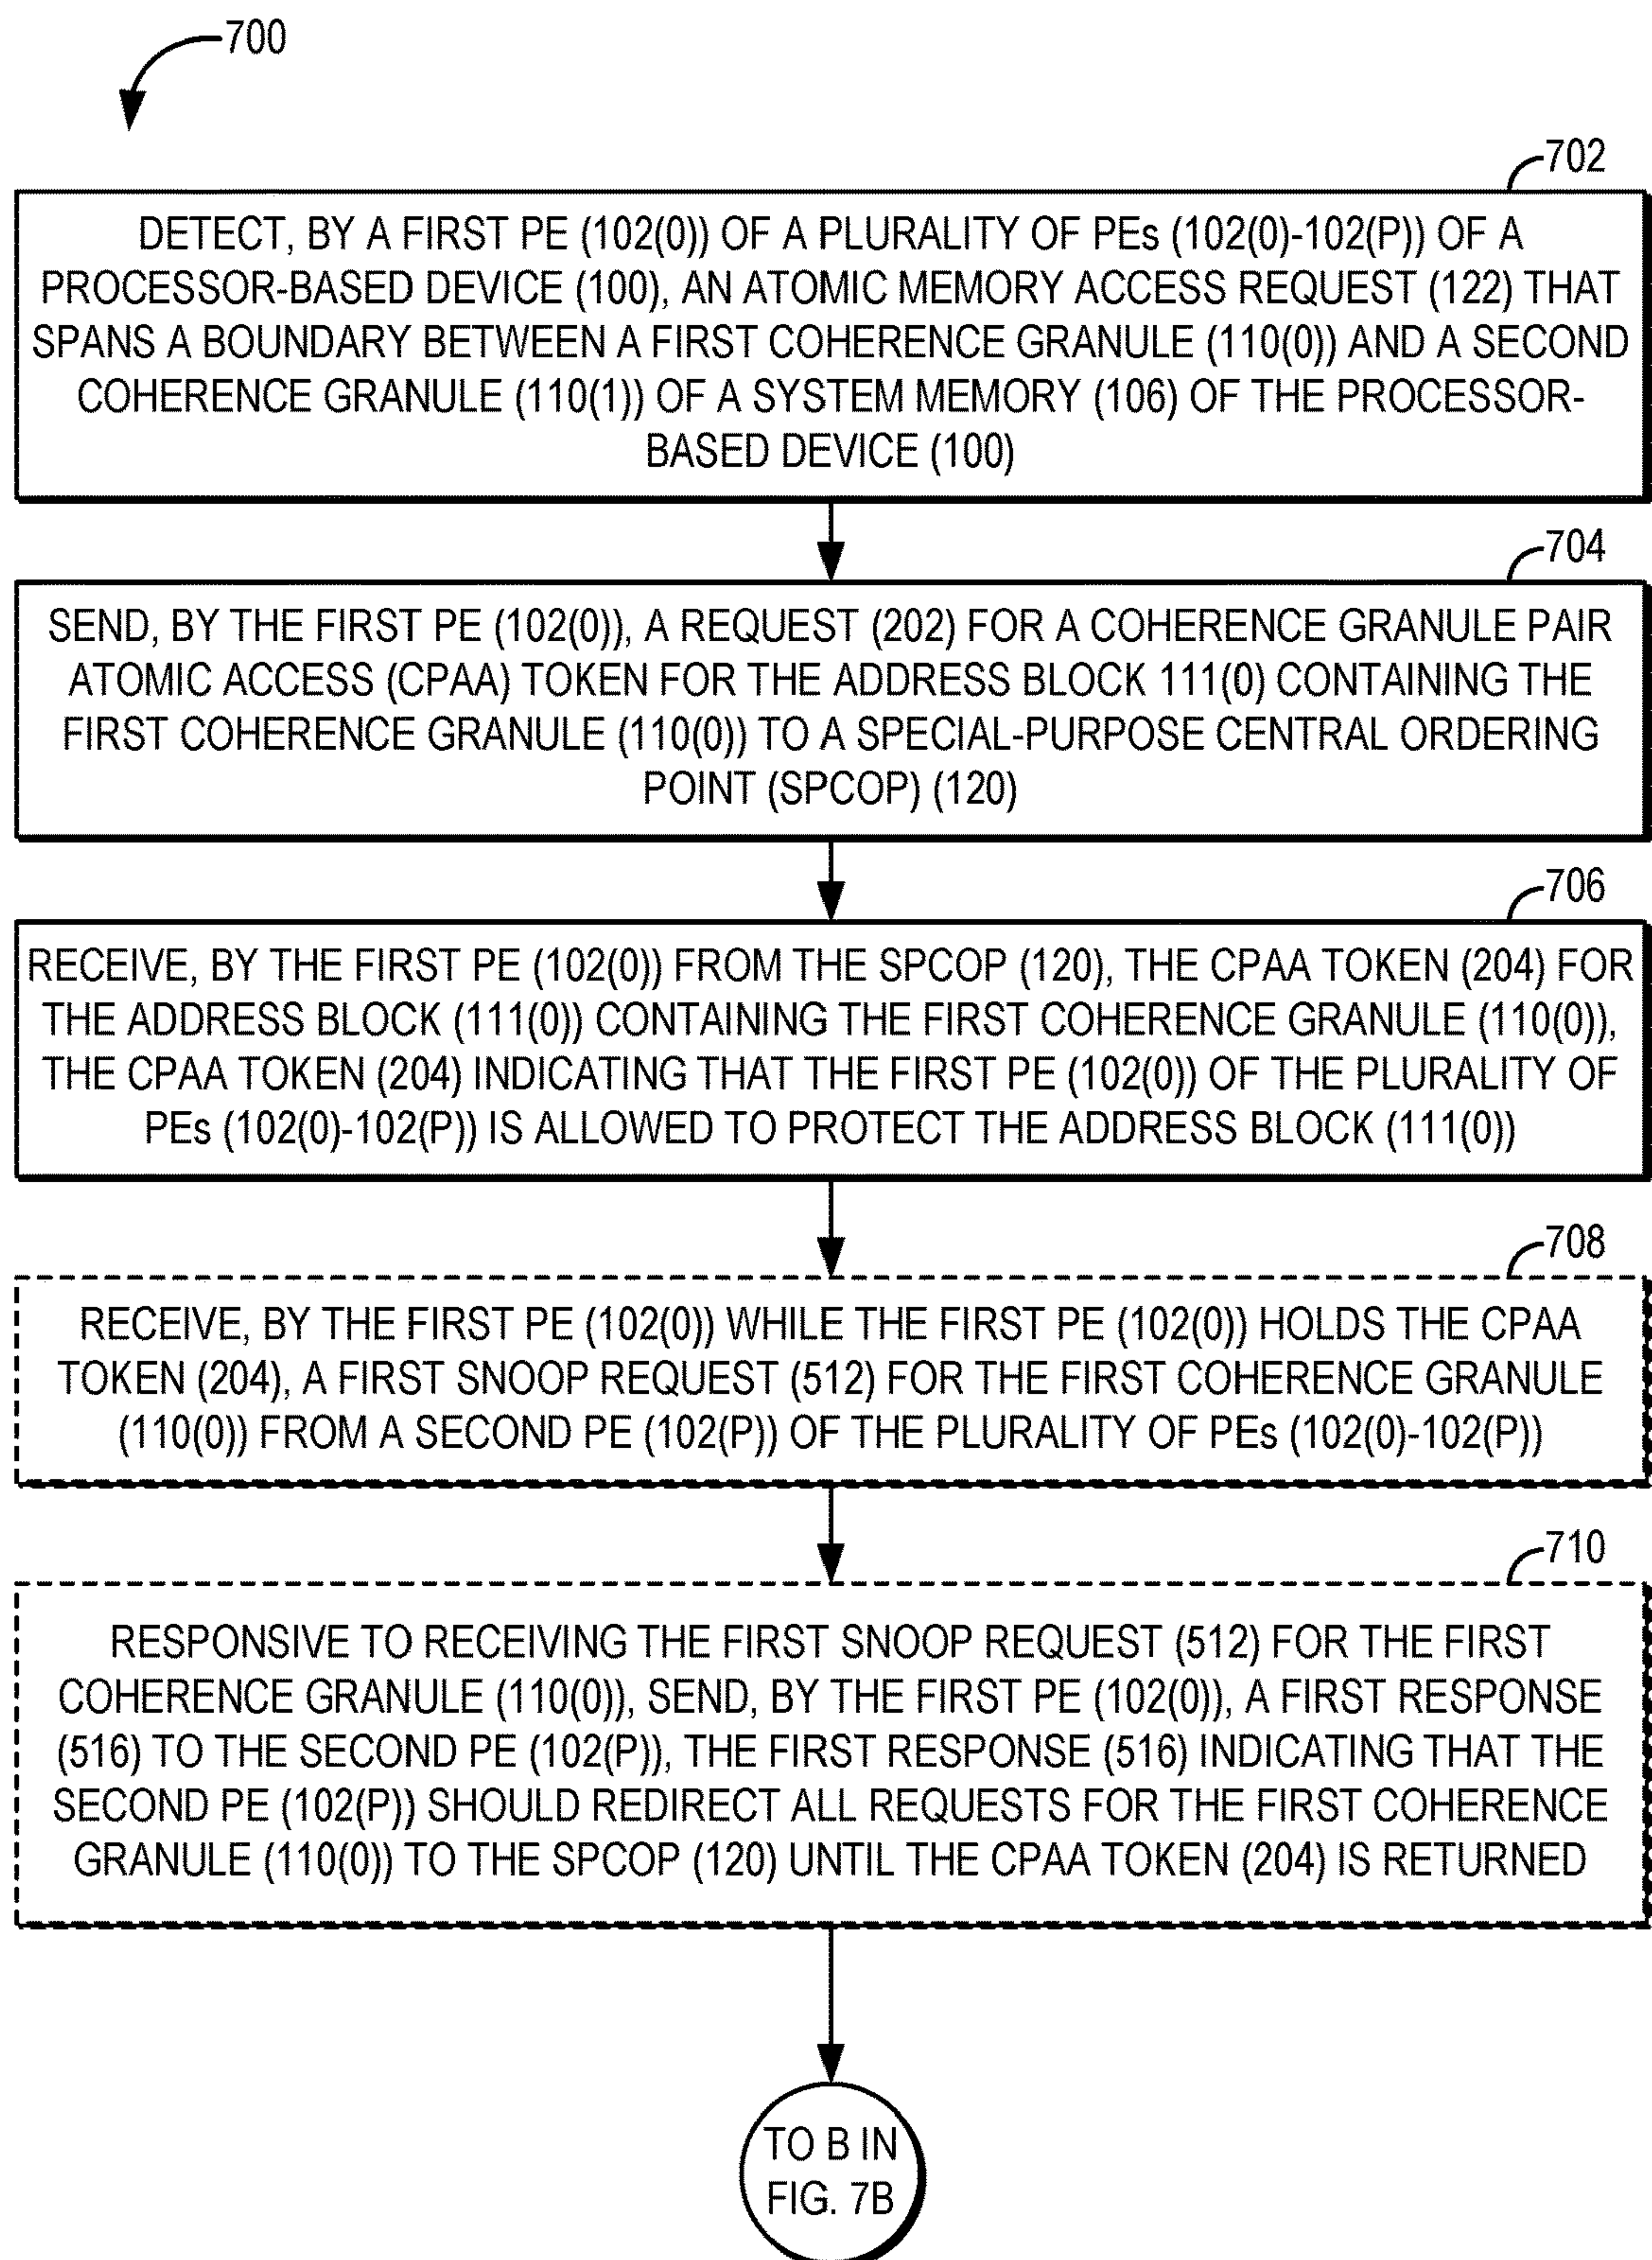 700
702
DETECT, BY A FIRST PE (102(0)) OF A PLURALITY OF PEs (102(0)-102(P)) OF A
PROCESSOR-BASED DEVICE (100), AN ATOMIC MEMORY ACCESS REQUEST (122) THAT
SPANS A BOUNDARY BETWEEN A FIRST COHERENCE GRANULE (110(0)) AND A SECOND
COHERENCE GRANULE (110(1)) OF A SYSTEM MEMORY (106) OF THE PROCESSOR-
BASED DEVICE (100)
704
SEND, BY THE FIRST PE (102(0)), A REQUEST (202) FOR A COHERENCE GRANULE PAIR
ATOMIC ACCESS (CPAA) TOKEN FOR THE ADDRESS BLOCK 111(0) CONTAINING THE
FIRST COHERENCE GRANULE (110(0)) TO A SPECIAL-PURPOSE CENTRAL ORDERING
POINT (SPCOP) (120)
706
RECEIVE, BY THE FIRST PE (102(0)) FROM THE SPCOP (120), THE CPAA TOKEN (204) FOR
THE ADDRESS BLOCK (111(0)) CONTAINING THE FIRST COHERENCE GRANULE (110(0)),
THE CPAA TOKEN (204) INDICATING THAT THE FIRST PE (102(0)) OF THE PLURALITY OF
PEs (102(0)-102(P)) IS ALLOWED TO PROTECT THE ADDRESS BLOCK (111(0))
708
RECEIVE, BY THE FIRST PE (102(0)) WHILE THE FIRST PE (102(0)) HOLDS THE CPAA
TOKEN (204), A FIRST SNOOP REQUEST (512) FOR THE FIRST COHERENCE GRANULE
(110(0)) FROM A SECOND PE (102(P)) OF THE PLURALITY OF PEs (102(0)-102(P))
710
RESPONSIVE TO RECEIVING THE FIRST SNOOP REQUEST (512) FOR THE FIRST
COHERENCE GRANULE (110(0)), SEND, BY THE FIRST PE (102(0)), A FIRST RESPONSE
(516) TO THE SECOND PE (102(P)), THE FIRST RESPONSE (516) INDICATING THAT THE
SECOND PE (102(P)) SHOULD REDIRECT ALL REQUESTS FOR THE FIRST COHERENCE
GRANULE (110(0)) TO THE SPCOP (120) UNTIL THE CPAA TOKEN (204) IS RETURNED
TO B IN
FIG. 7B